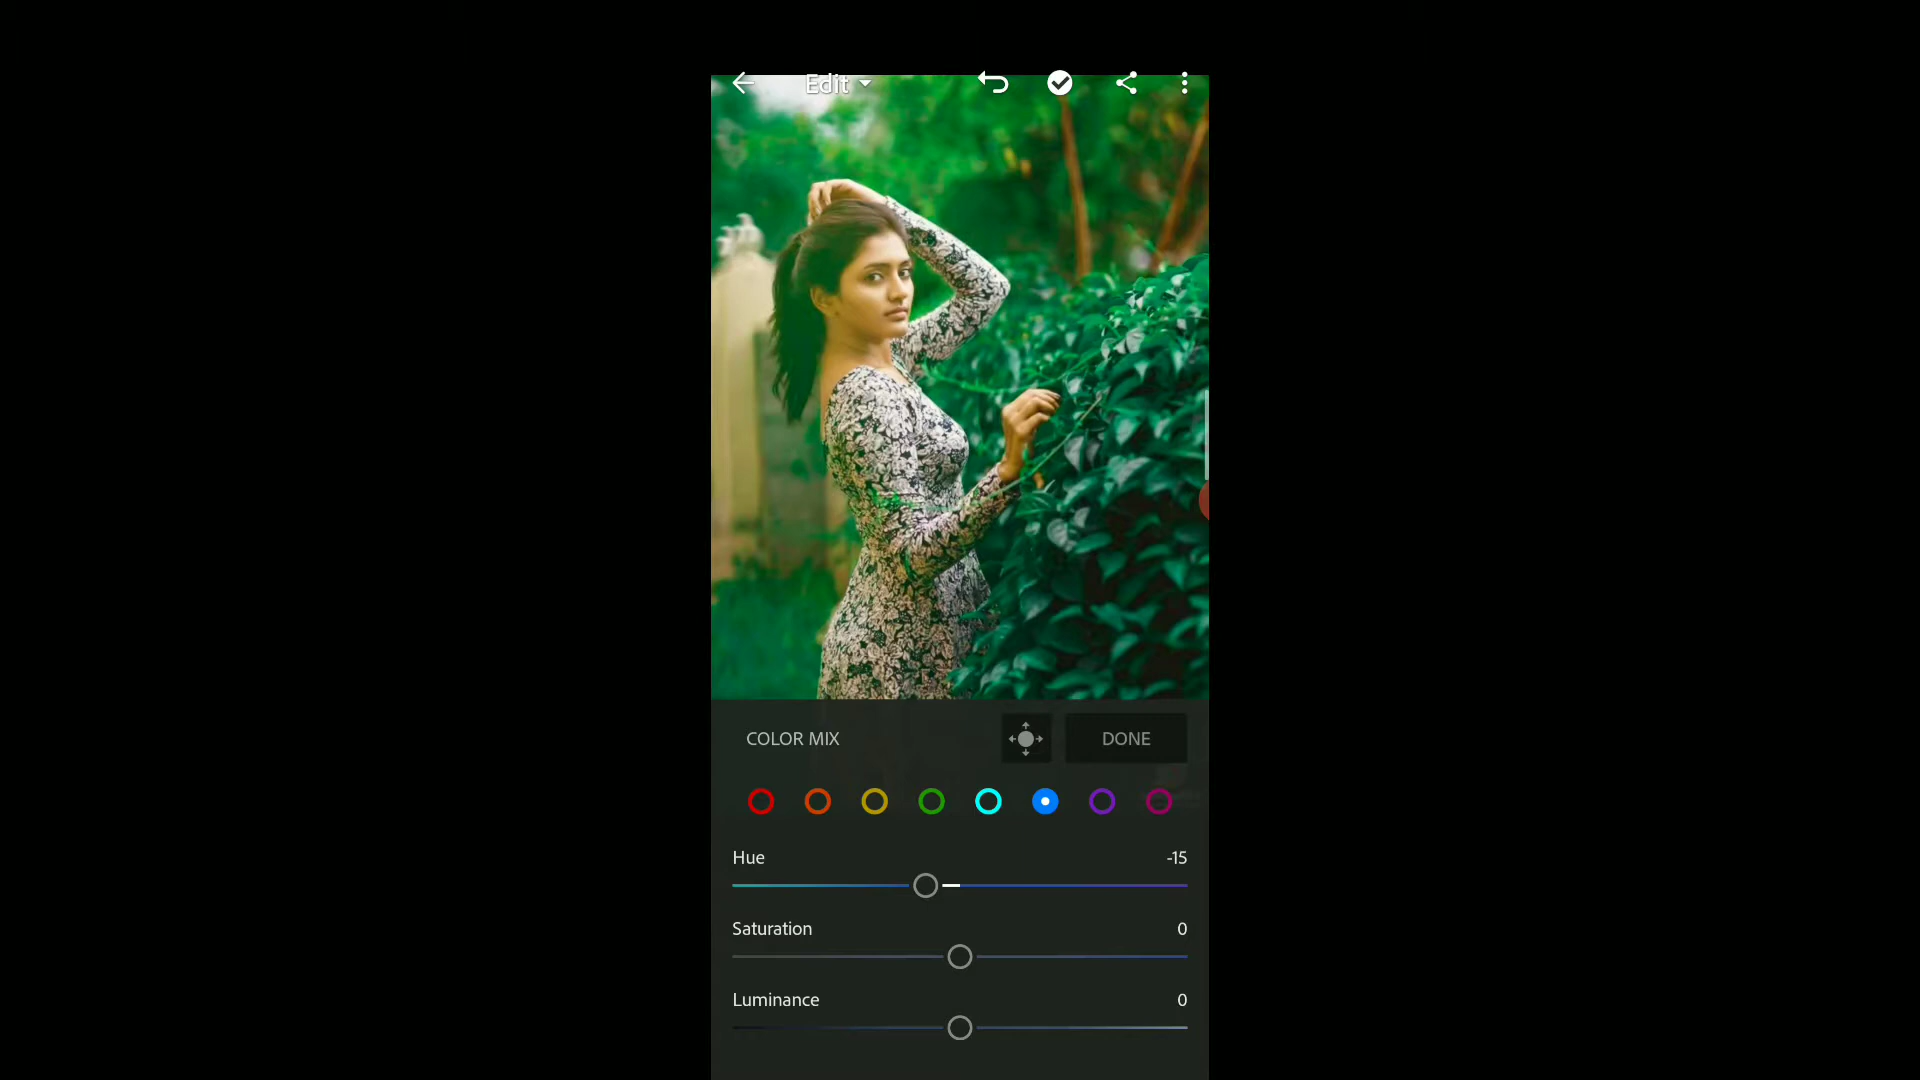 Edit
COLOR MIX
DONE
Hue -15
Saturation 0
Luminance 0